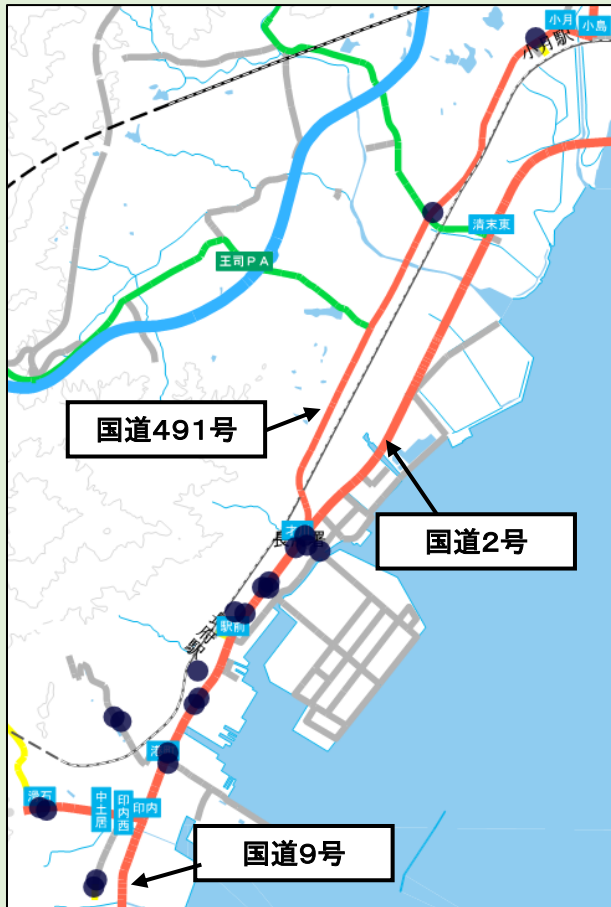 小月
小島
小月駅
清末東
王司PA
国道491号
国道2号
長府駅
駅前
中土居
印内西
印内
国道9号